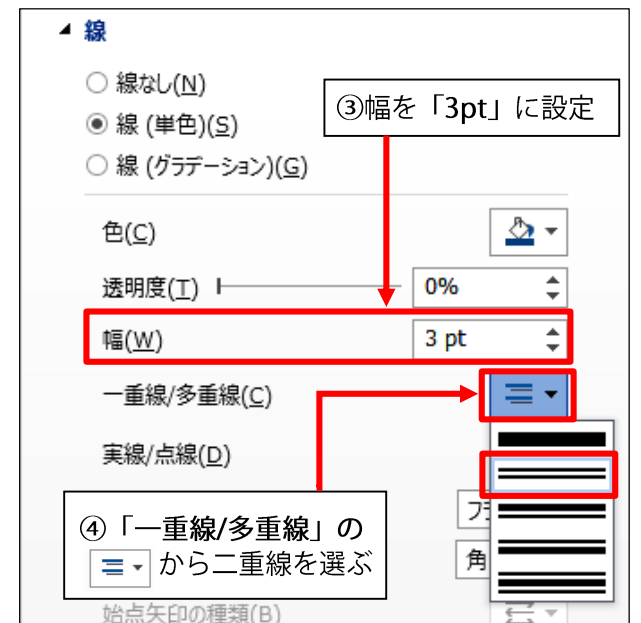 線
線なし(N)
③幅を「3pt」に設定
線 (単色)(S)
線 (グラデーション)(G)
色(C)
透明度(T) 0%
幅(W) 3 pt
一重線/多重線(C)
実線/点線(D)
④「一重線/多重線」の
から二重線を選ぶ
フ
角
始点矢印の種類(B)